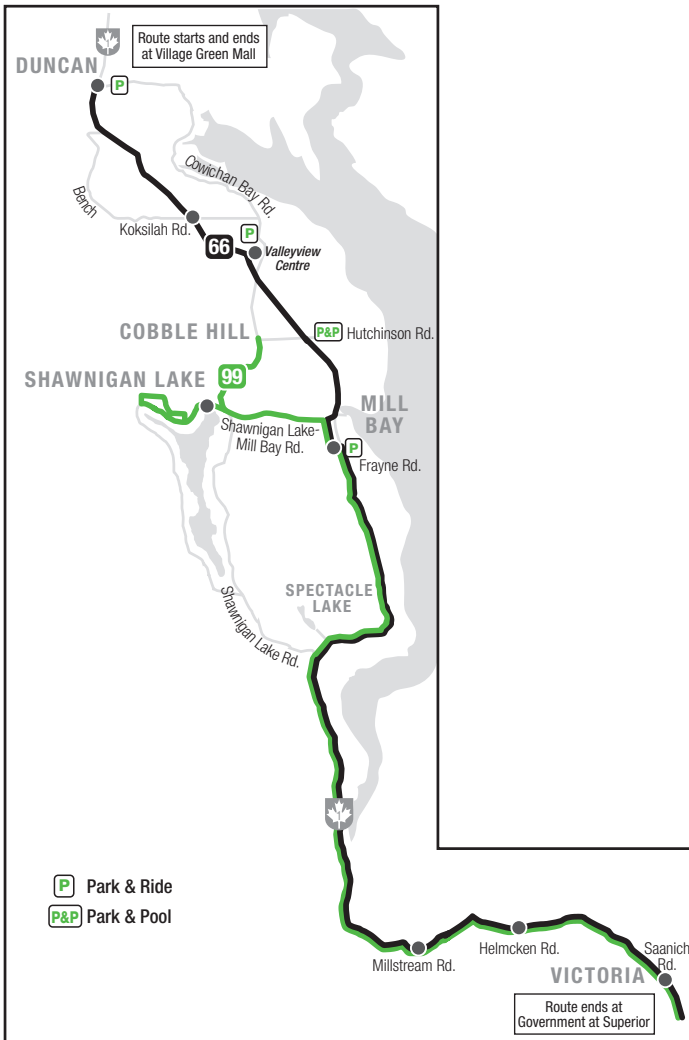 Route starts and ends
at Village Green Mall
DUNCAN
P
Cowichan Bay Rd.
Bench
Koksilah Rd.
66
P
Valleyview
Centre
COBBLE HILL
P&P
Hutchinson Rd.
SHAWNIGAN LAKE
99
MILL
BAY
Shawnigan Lake-
Mill Bay Rd.
P
Frayne Rd.
SPECTACLE
LAKE
Shawnigan Lake Rd.
P Park & Ride
P&P Park & Pool
Millstream Rd.
Helmcken Rd.
Saanich
Rd.
VICTORIA
Route ends at
Government at Superior